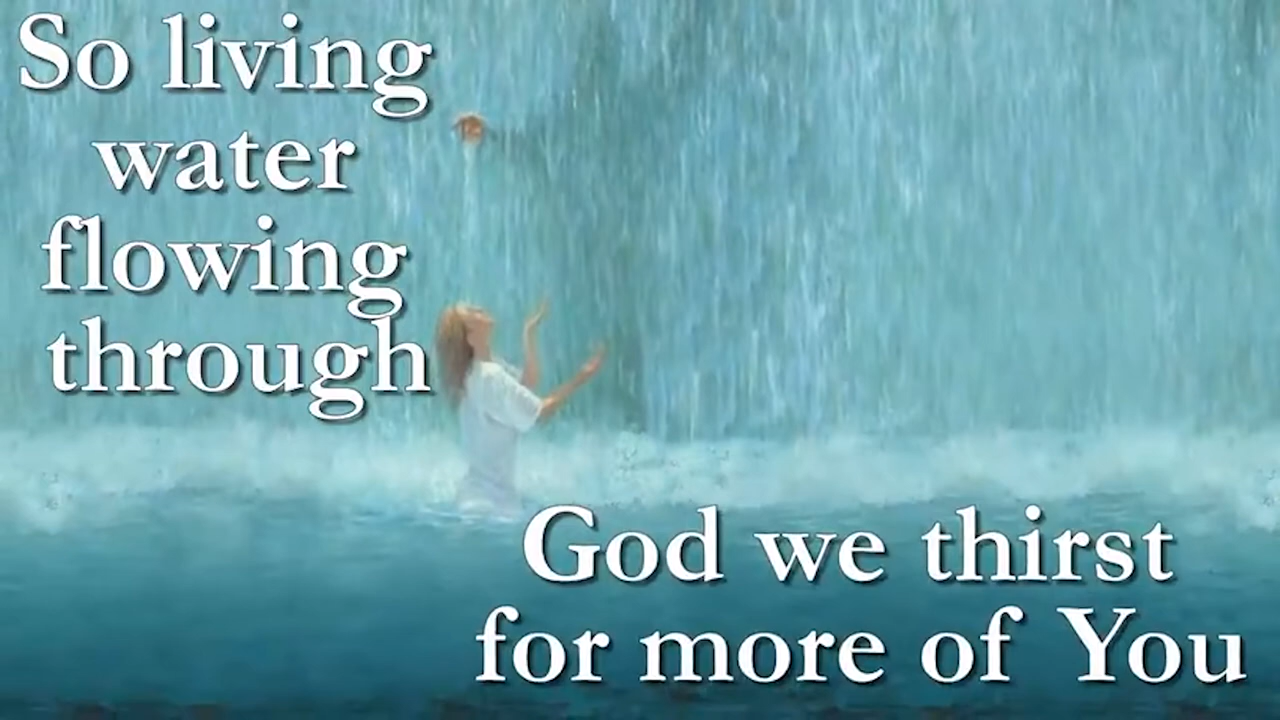 So living
water
flowing
through
God we thirst
for more of You